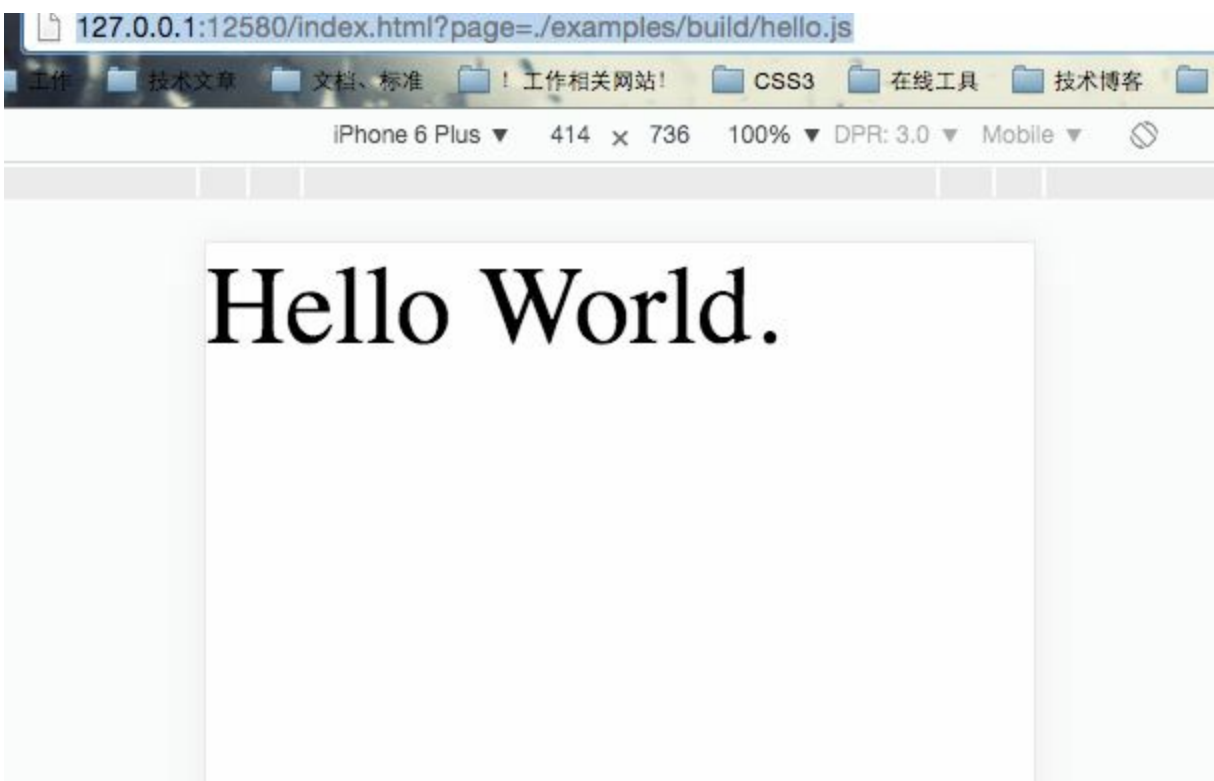 127.0.0.1:12580/index.html?page=./examples/build/hello.js
工作 技术文章 文档、标准 ! 工作相关网站! CSS3 在线工具 技术博客
iPhone 6 Plus ▼ 414 × 736 100% ▼ DPR: 3.0 ▼ Mobile ▼
Hello World.